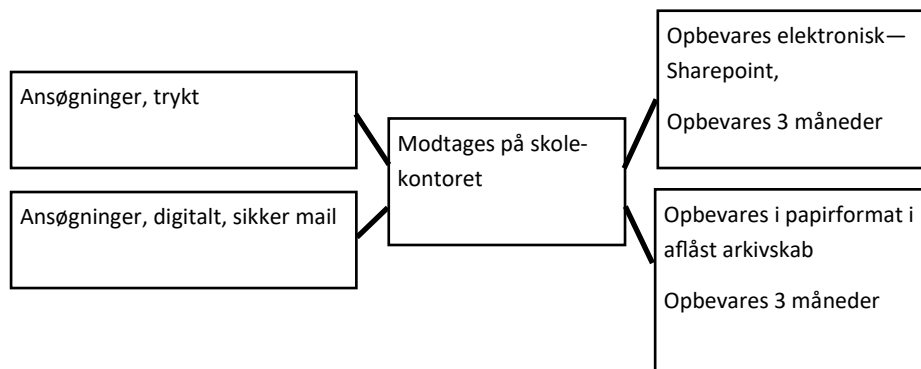 Ansøgninger, trykt
Ansøgninger, digitalt, sikker mail
Modtages på skole-
kontoret
Opbevares elektronisk—
Sharepoint,
Opbevares 3 måneder
Opbevares i papirformat i
aflåst arkivskab
Opbevares 3 måneder